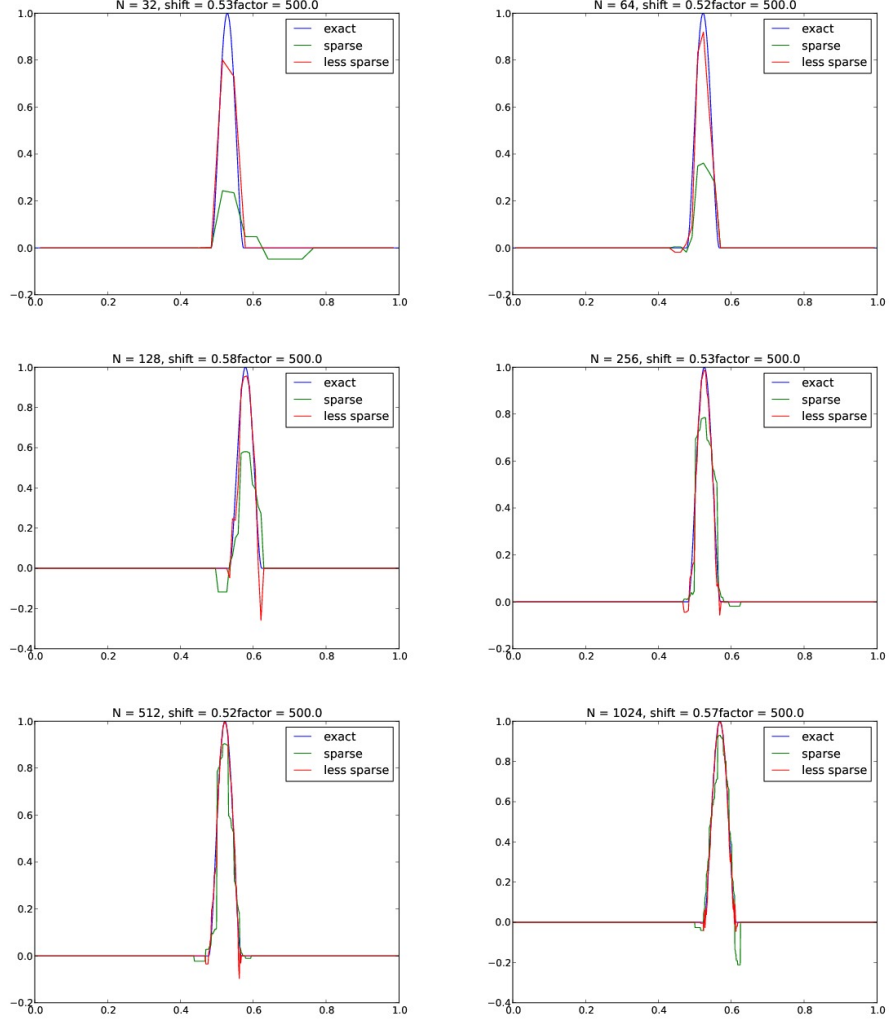 N = 32, shift = 0.53factor = 500.0
1.0
0.8
0.6
0.4
0.2
0.0
−0.2
0.0 0.2 0.4 0.6 0.8 1.0
exact
sparse
less sparse
N = 64, shift = 0.52factor = 500.0
1.0
0.8
0.6
0.4
0.2
0.0
−0.2
0.0 0.2 0.4 0.6 0.8 1.0
exact
sparse
less sparse
N = 128, shift = 0.58factor = 500.0
1.0
0.8
0.6
0.4
0.2
0.0
−0.2
−0.4
0.0 0.2 0.4 0.6 0.8 1.0
exact
sparse
less sparse
N = 256, shift = 0.53factor = 500.0
1.0
0.8
0.6
0.4
0.2
0.0
−0.2
0.0 0.2 0.4 0.6 0.8 1.0
exact
sparse
less sparse
N = 512, shift = 0.52factor = 500.0
1.0
0.8
0.6
0.4
0.2
0.0
−0.2
0.0 0.2 0.4 0.6 0.8 1.0
exact
sparse
less sparse
N = 1024, shift = 0.57factor = 500.0
1.0
0.8
0.6
0.4
0.2
0.0
−0.2
−0.4
0.0 0.2 0.4 0.6 0.8 1.0
exact
sparse
less sparse